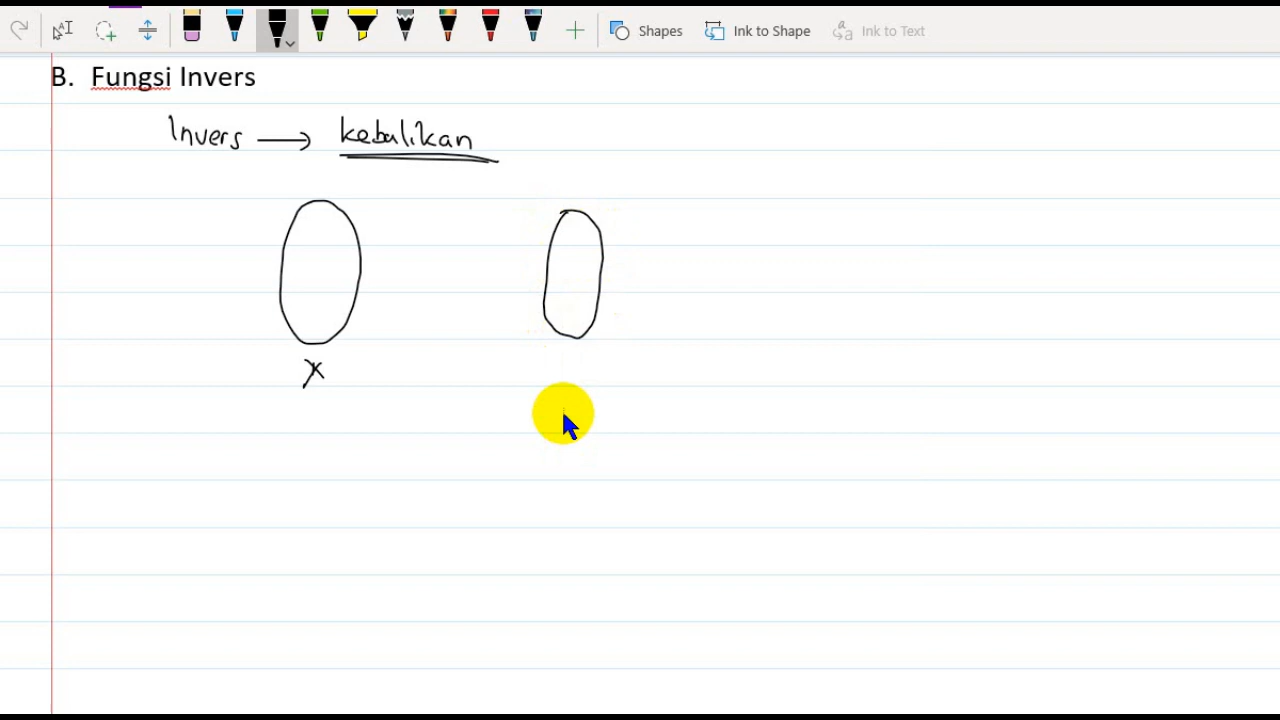 Shapes Ink to Shape Ink to Text
B. Fungsi Invers
Invers → kebalikan
x